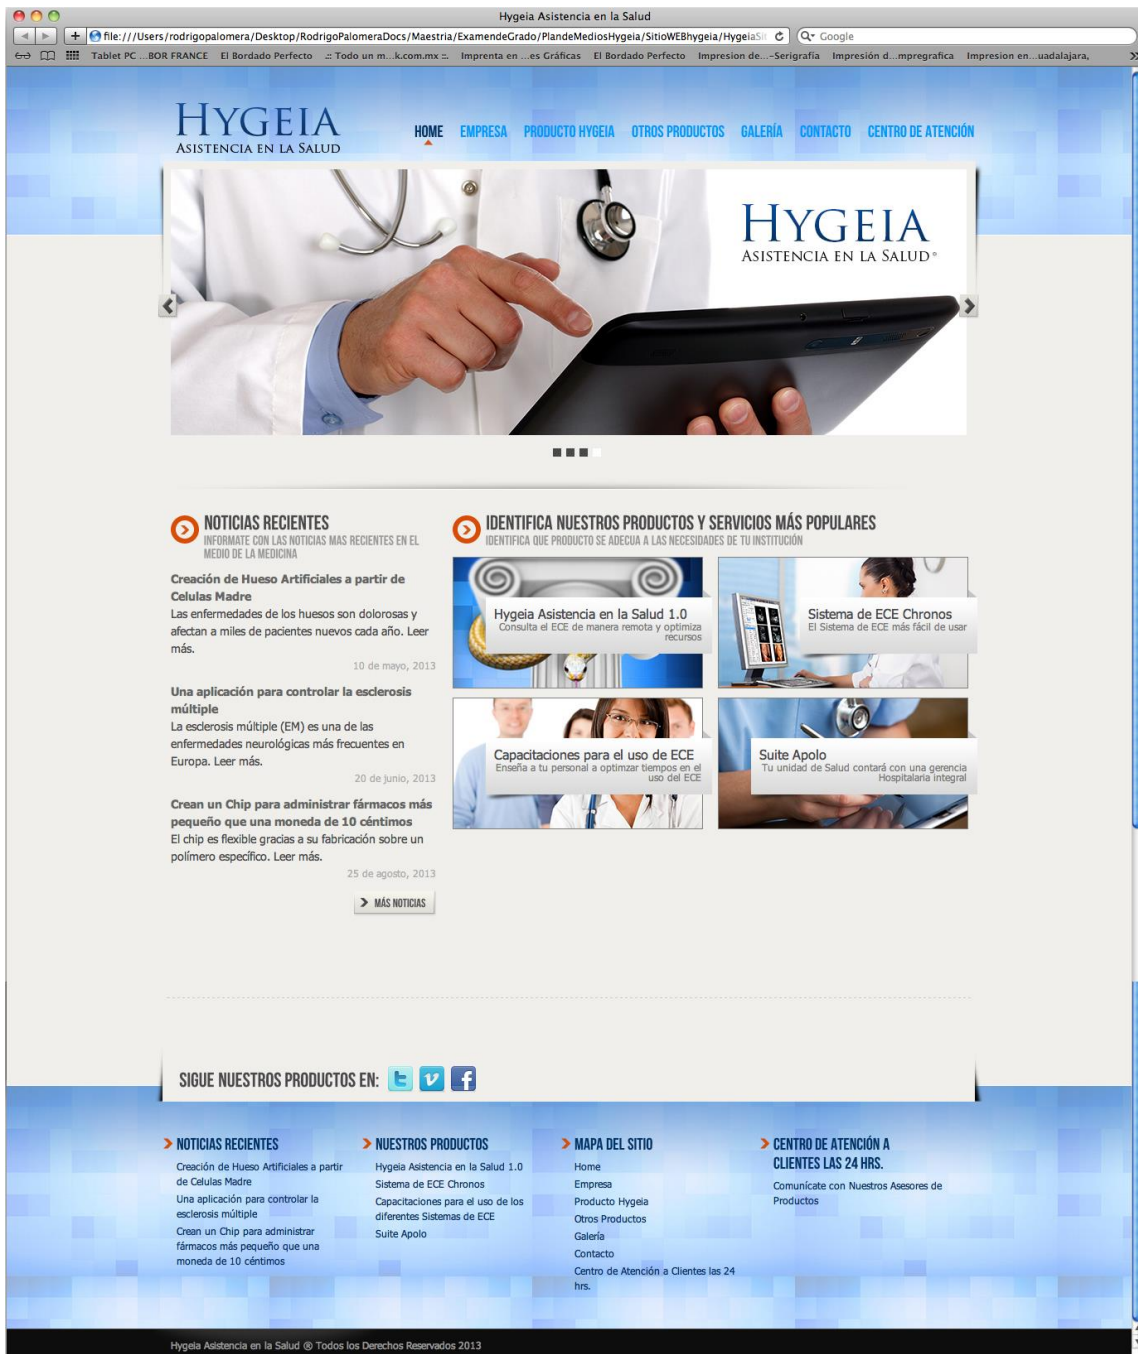 Hygeia Asistencia en la Salud
file:///Users/rodrigopalomera/Desktop/RodrigoPalomeraDocs/Maestria/ExamendeGrado/PlandeMediosHygeia/SitioWEBhygeia/HygeiaSi
Google
Tablet PC ...BOR FRANCE El Bordado Perfecto .:: Todo un m...k.com.mx ::. Imprenta en ...es Gráficas El Bordado Perfecto Impresion de...-Serigrafía Impresión d...mpregrafica Impresion en...uadalajara,
HYGEIA
ASISTENCIA EN LA SALUD
HOME EMPRESA PRODUCTO HYGEIA OTROS PRODUCTOS GALERÍA CONTACTO CENTRO DE ATENCIÓN
HYGEIA
ASISTENCIA EN LA SALUD®
NOTICIAS RECIENTES
INFORMATE CON LAS NOTICIAS MAS RECIENTES EN EL
MEDIO DE LA MEDICINA
Creación de Hueso Artificiales a partir de
Celulas Madre
Las enfermedades de los huesos son dolorosas y
afectan a miles de pacientes nuevos cada año. Leer
más.
10 de mayo, 2013
Una aplicación para controlar la esclerosis
múltiple
La esclerosis múltiple (EM) es una de las
enfermedades neurológicas más frecuentes en
Europa. Leer más.
20 de junio, 2013
Crean un Chip para administrar fármacos más
pequeño que una moneda de 10 céntimos
El chip es flexible gracias a su fabricación sobre un
polímero específico. Leer más.
25 de agosto, 2013
MÁS NOTICIAS
IDENTIFICA NUESTROS PRODUCTOS Y SERVICIOS MÁS POPULARES
IDENTIFICA QUE PRODUCTO SE ADECUA A LAS NECESIDADES DE TU INSTITUCIÓN
Hygeia Asistencia en la Salud 1.0
Consulta el ECE de manera remota y optimiza
recursos
Sistema de ECE Chronos
El Sistema de ECE más fácil de usar
Capacitaciones para el uso de ECE
Enseña a tu personal a optimzar tiempos en el
uso del ECE
Suite Apolo
Tu unidad de Salud contará con una gerencia
Hospitalaria integral
SIGUE NUESTROS PRODUCTOS EN:
NOTICIAS RECIENTES
Creación de Hueso Artificiales a partir
de Celulas Madre
Una aplicación para controlar la
esclerosis múltiple
Crean un Chip para administrar
fármacos más pequeño que una
moneda de 10 céntimos
NUESTROS PRODUCTOS
Hygeia Asistencia en la Salud 1.0
Sistema de ECE Chronos
Capacitaciones para el uso de los
diferentes Sistemas de ECE
Suite Apolo
MAPA DEL SITIO
Home
Empresa
Producto Hygeia
Otros Productos
Galería
Contacto
Centro de Atención a Clientes las 24
hrs.
CENTRO DE ATENCIÓN A
CLIENTES LAS 24 HRS.
Comunícate con Nuestros Asesores de
Productos
Hygeia Asistencia en la Salud ® Todos los Derechos Reservados 2013